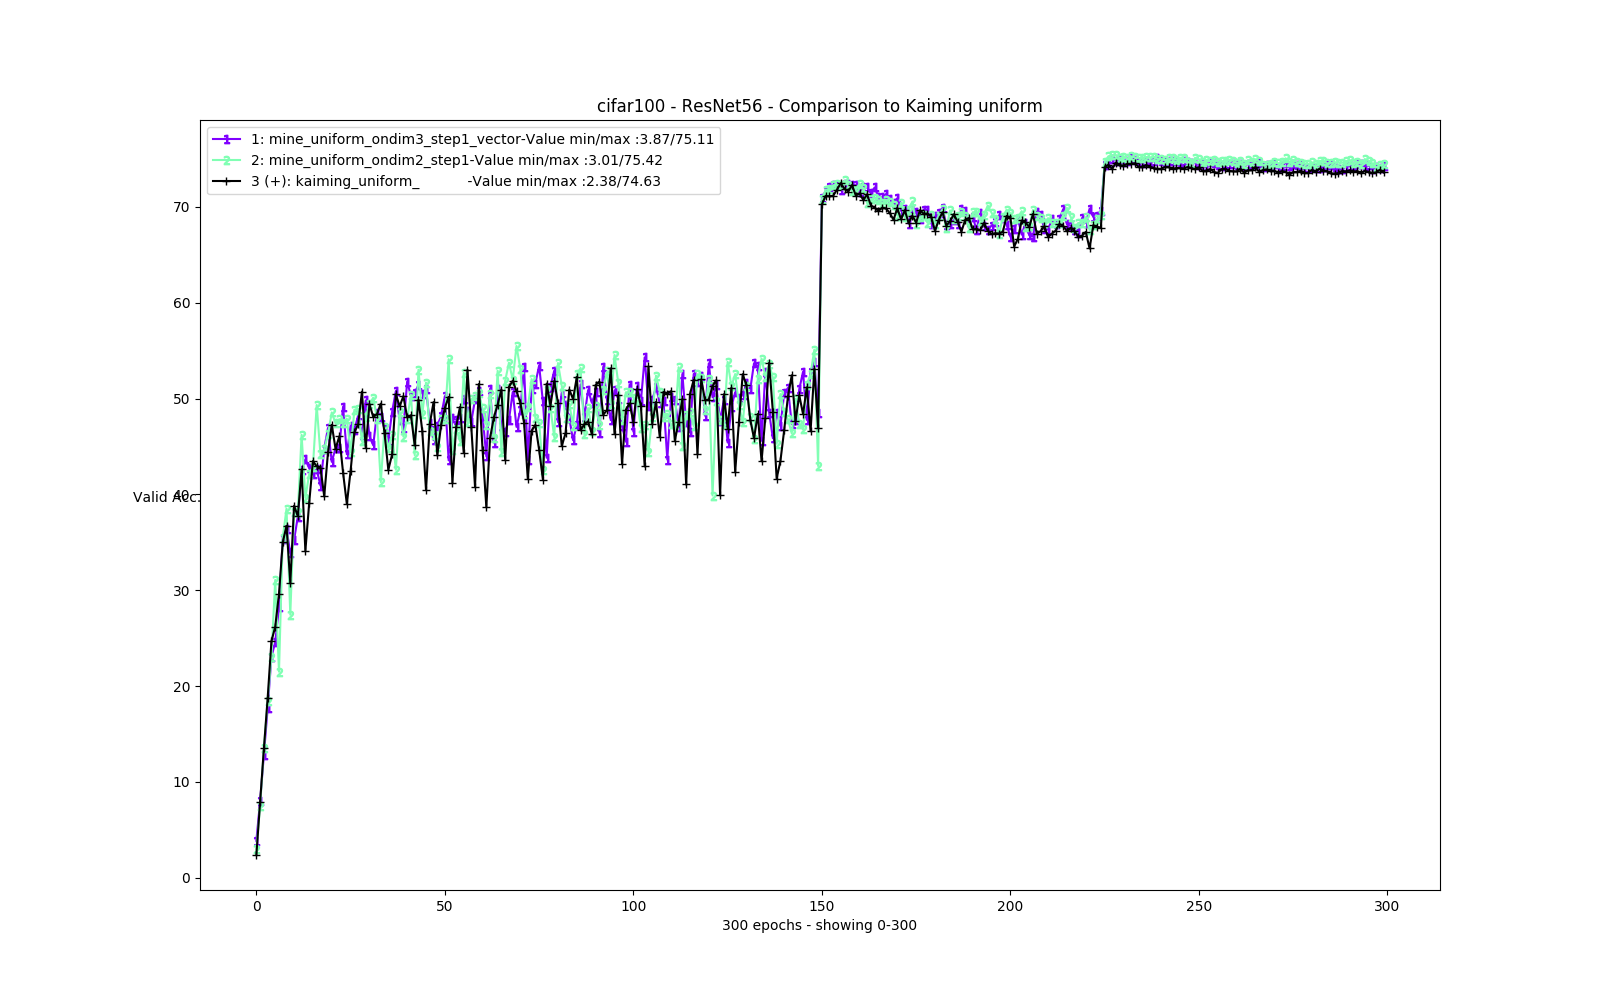 cifar100 - ResNet56 - Comparison to Kaiming uniform
1: mine_uniform_ondim3_step1_vector-Value min/max :3.87/75.11
2: mine_uniform_ondim2_step1-Value min/max :3.01/75.42
3 (+): kaiming_uniform_ -Value min/max :2.38/74.63
70
60
50
Valid Acc.
40
30
20
10
0
0 50 100 150 200 250 300
300 epochs - showing 0-300